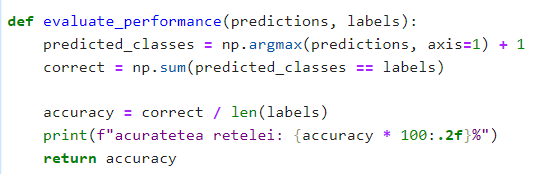 def evaluate_performance(predictions, labels):
    predicted_classes = np.argmax(predictions, axis=1) + 1
    correct = np.sum(predicted_classes == labels)

    accuracy = correct / len(labels)
    print(f"acuratetea retelei: {accuracy * 100:.2f}%")
    return accuracy